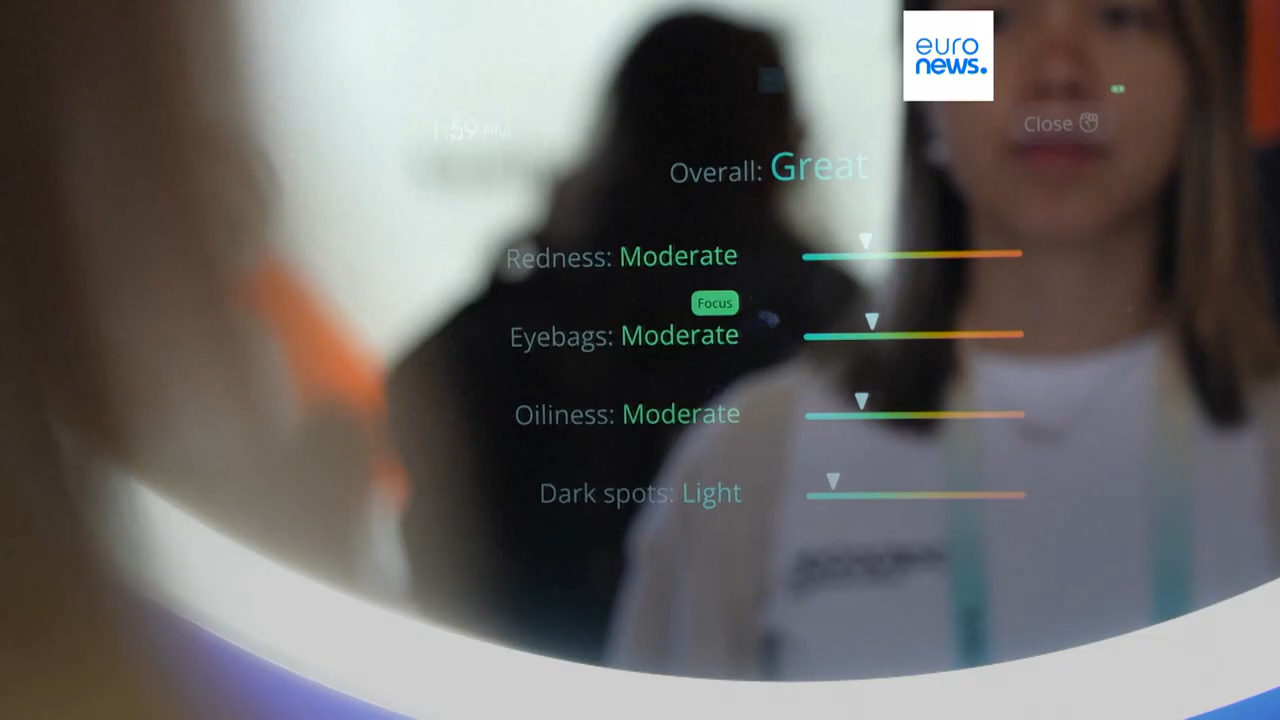 euro
news.
1:59 PM
Close
Overall: Great
Redness: Moderate
Focus
Eyebags: Moderate
Oiliness: Moderate
Dark spots: Light